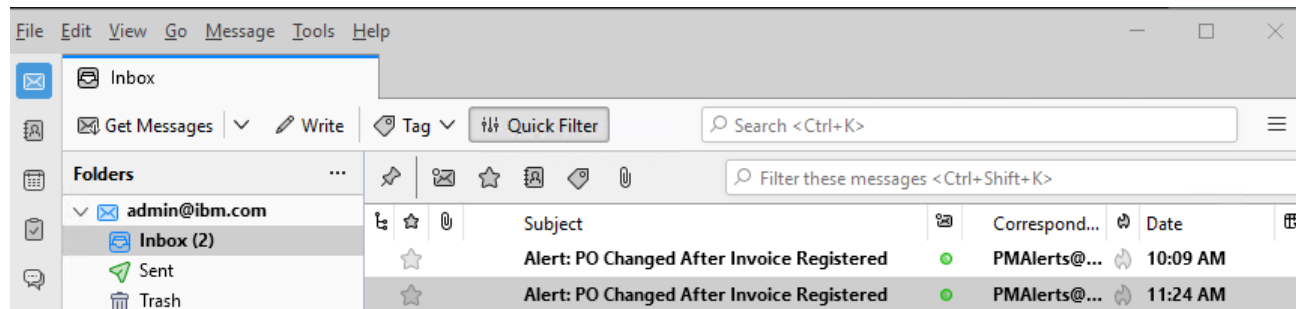 File Edit View Go Message Tools Help
Inbox
Get Messages Write Tag Quick Filter Search <Ctrl+K>
Folders ... Filter these messages <Ctrl+Shift+K>
admin@ibm.com
Subject Correspond... Date
Inbox (2)
Alert: PO Changed After Invoice Registered PMAlerts@... 10:09 AM
Sent
Alert: PO Changed After Invoice Registered PMAlerts@... 11:24 AM
Trash